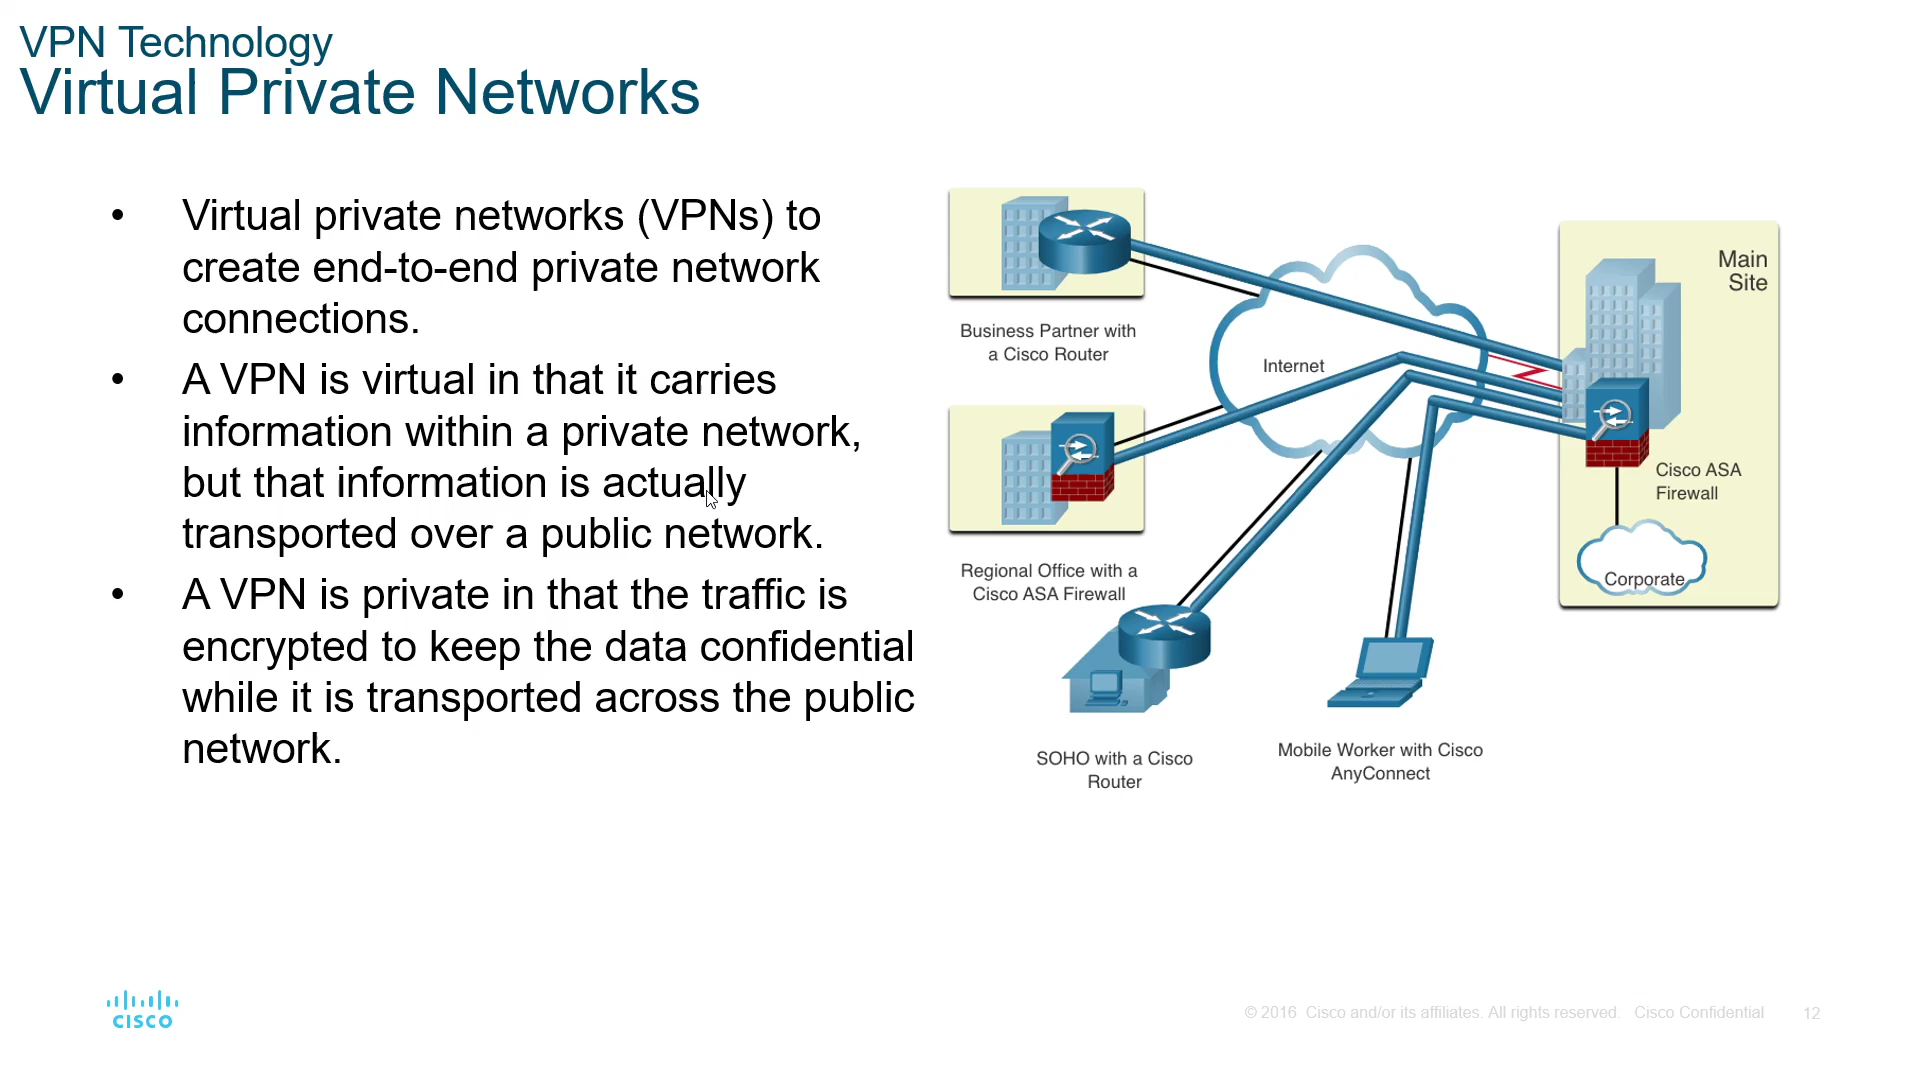 VPN Technology
Virtual Private Networks
• Virtual private networks (VPNs) to
create end-to-end private network
connections.
• A VPN is virtual in that it carries
information within a private network,
but that information is actually
transported over a public network.
• A VPN is private in that the traffic is
encrypted to keep the data confidential
while it is transported across the public
network.
Business Partner with
a Cisco Router
Internet
Main
Site
Cisco ASA
Firewall
Corporate
Regional Office with a
Cisco ASA Firewall
SOHO with a Cisco
Router
Mobile Worker with Cisco
AnyConnect
CISCO
© 2016 Cisco and/or its affiliates. All rights reserved. Cisco Confidential
12